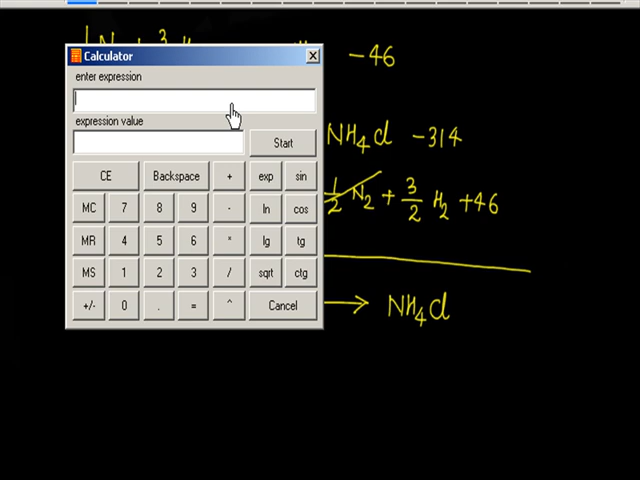 -46
Calculator
enter expression
expression value
Start
CE Backspace + exp sin
MC 7 8 9 - ln cos
MR 4 5 6 * lg tg
MS 1 2 3 / sqrt ctg
+/- 0 . = ^ Cancel
NH₄Cl -314
1/2 N₂ + 3/2 H₂ +46
→ NH₄Cl